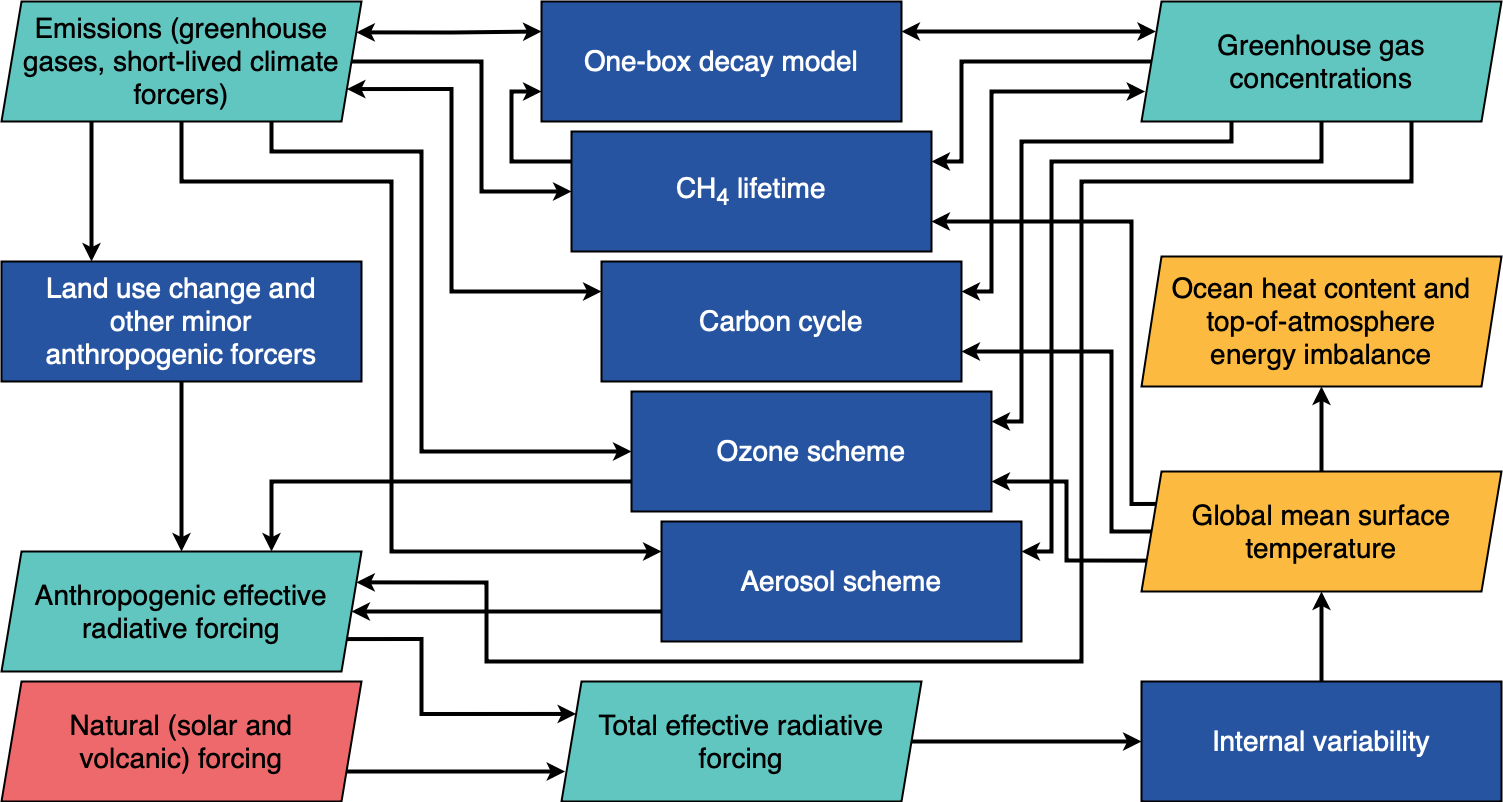 Emissions (greenhouse
gases, short-lived climate
forcers)
One-box decay model
Greenhouse gas
concentrations
CH₄ lifetime
Land use change and
other minor
anthropogenic forcers
Carbon cycle
Ocean heat content and
top-of-atmosphere
energy imbalance
Ozone scheme
Global mean surface
temperature
Anthropogenic effective
radiative forcing
Aerosol scheme
Natural (solar and
volcanic) forcing
Total effective radiative
forcing
Internal variability